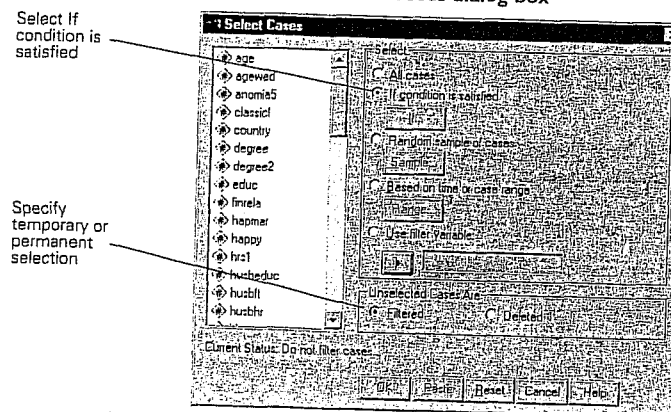 dialog box
Select If
condition is
satisfied
Select Cases
age
agewed
anomia5
classicl
country
degree
degree2
educ
finrela
hapmar
happy
hrs1
husbeduc
husbft
husbhr
Select
All cases
If condition is satisfied
If...
Random sample of cases
Sample...
Based on time or case range
Range...
Use filter variable:
Specify
temporary or
permanent
selection
Unselected Cases Are
Filtered
Deleted
Current Status: Do not filter cases
OK
Paste
Reset
Cancel
Help